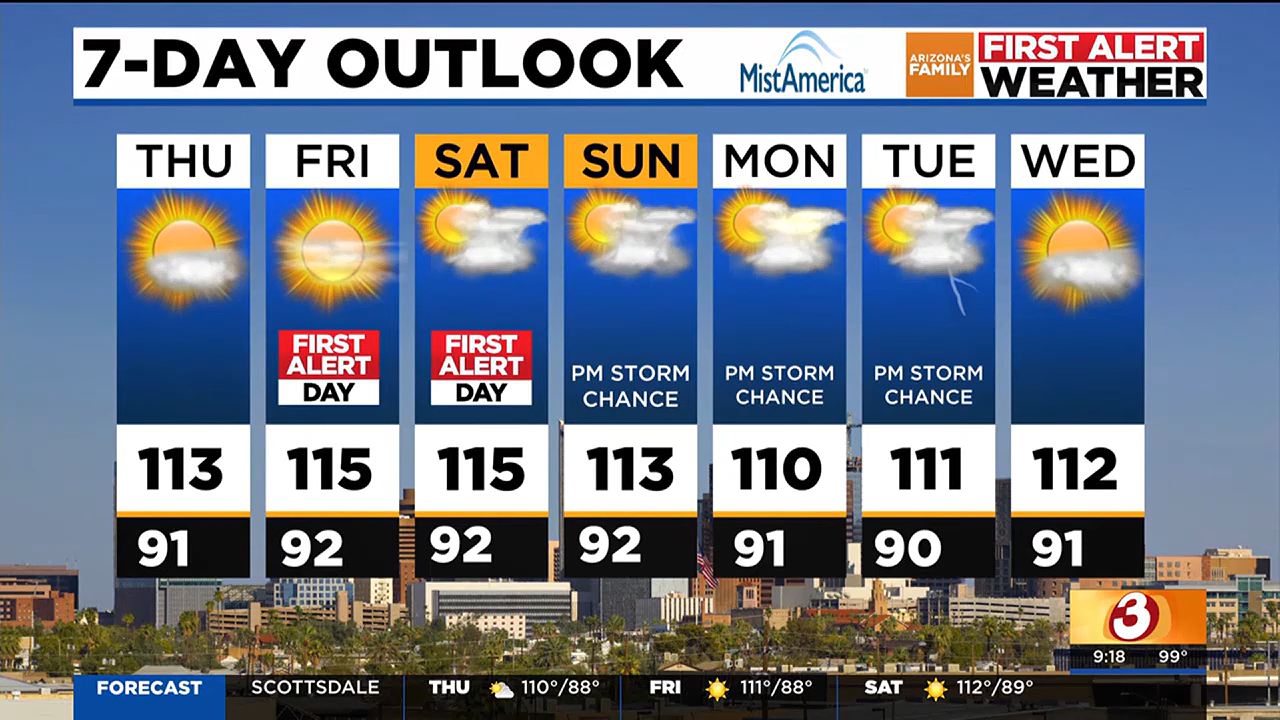 7-DAY OUTLOOK
MistAmerica
ARIZONA'S
FAMILY
FIRST ALERT
WEATHER
THU FRI SAT SUN MON TUE WED
FIRST
ALERT
DAY
FIRST
ALERT
DAY
PM STORM
CHANCE
PM STORM
CHANCE
PM STORM
CHANCE
113 115 115 113 110 111 112
91 92 92 92 91 90 91
3
9:18 99°
FORECAST SCOTTSDALE THU 110°/88° FRI 111°/88° SAT 112°/89°